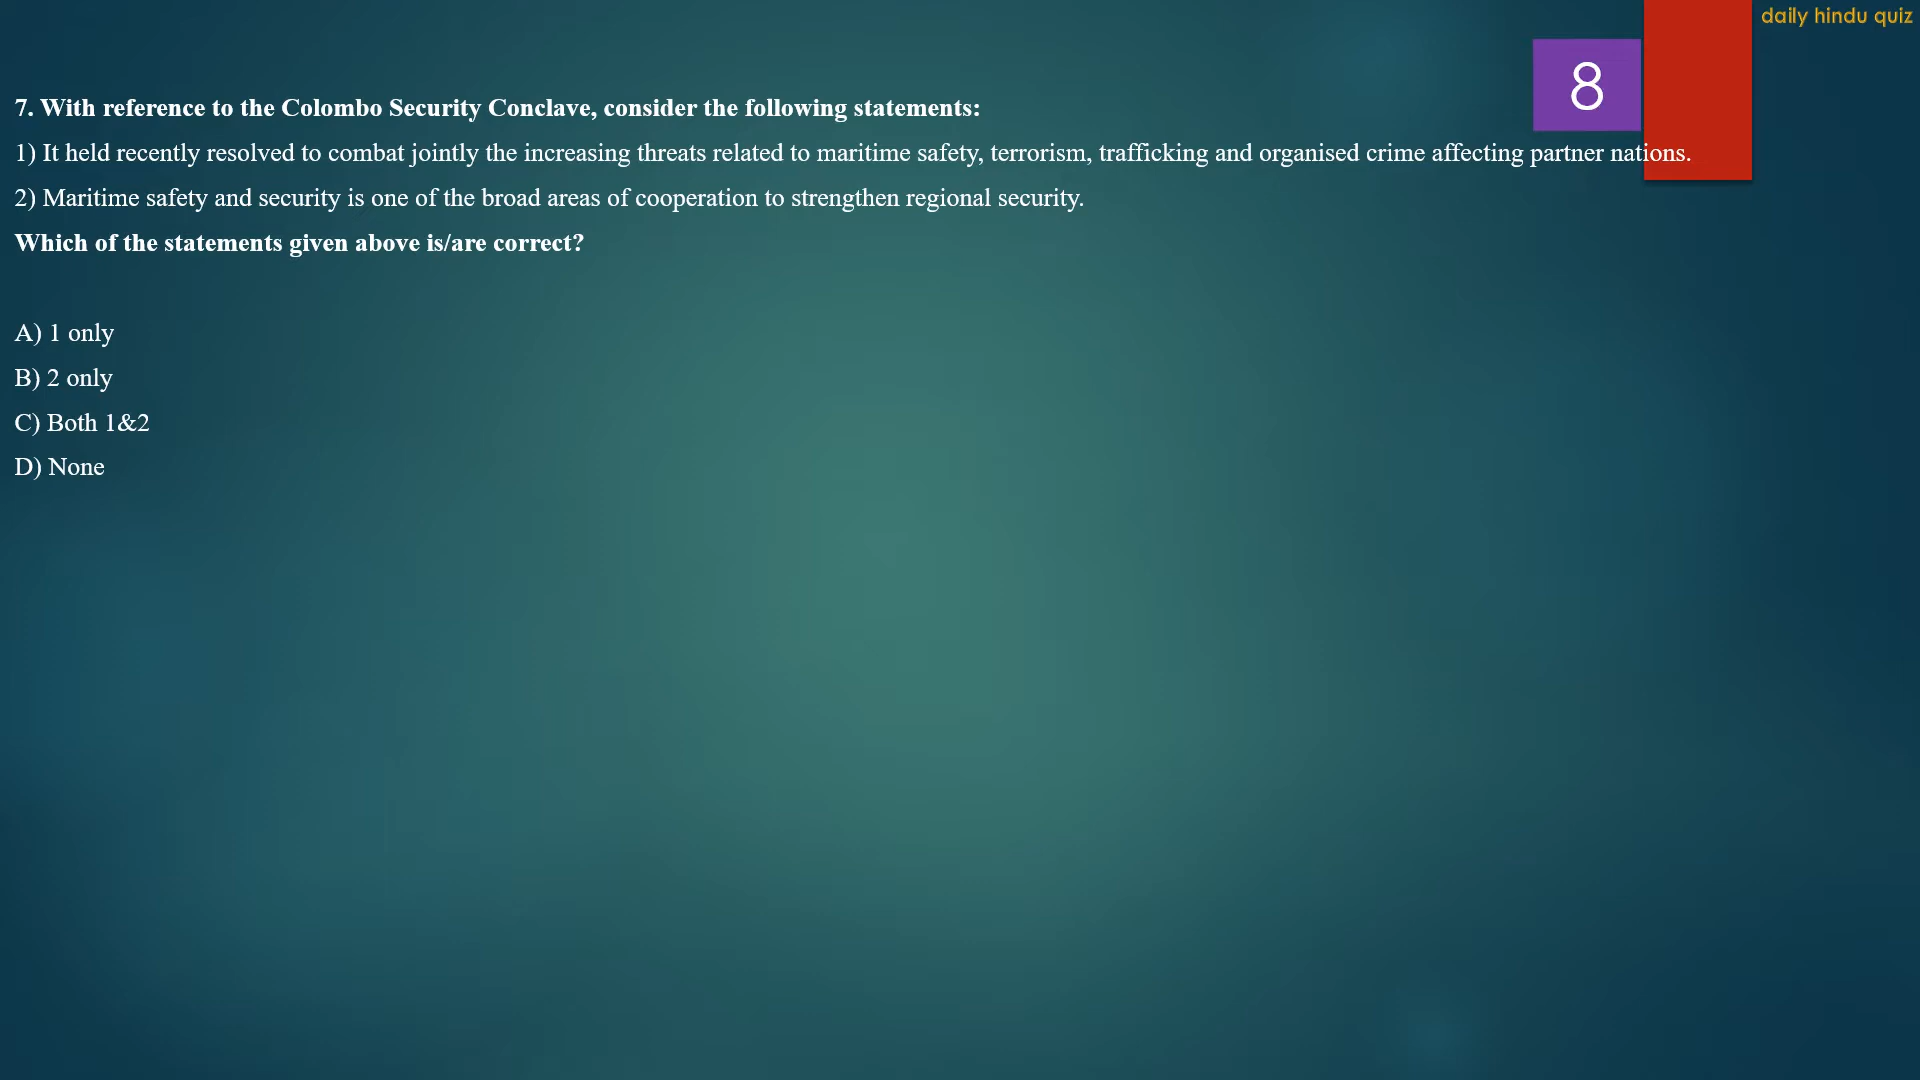 daily hindu quiz
8
7. With reference to the Colombo Security Conclave, consider the following statements:
1) It held recently resolved to combat jointly the increasing threats related to maritime safety, terrorism, trafficking and organised crime affecting partner nations.
2) Maritime safety and security is one of the broad areas of cooperation to strengthen regional security.
Which of the statements given above is/are correct?
A) 1 only
B) 2 only
C) Both 1&2
D) None